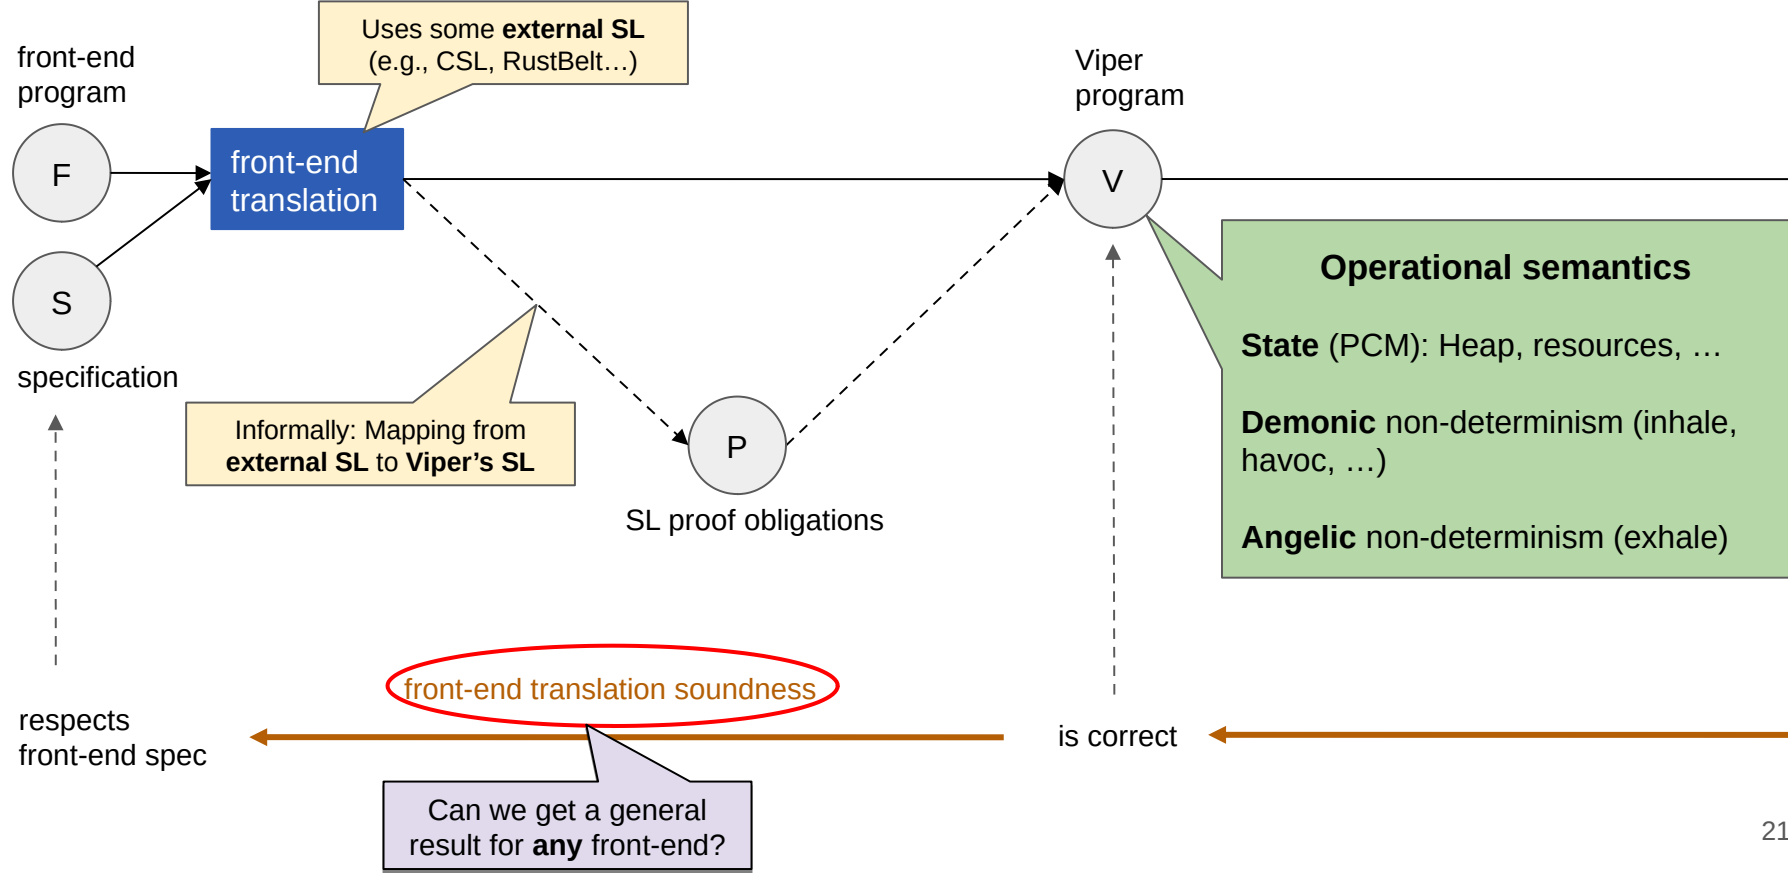 Uses some external SL
(e.g., CSL, RustBelt…)
front-end
program
Viper
program
F
front-end
translation
V
S
specification
Operational semantics
State (PCM): Heap, resources, …
Demonic non-determinism (inhale,
havoc, …)
Angelic non-determinism (exhale)
Informally: Mapping from
external SL to Viper’s SL
P
SL proof obligations
front-end translation soundness
respects
front-end spec
is correct
Can we get a general
result for any front-end?
21